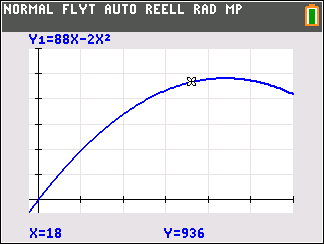 NORMAL FLYT AUTO REELL RAD MP
Y₁=88X-2X²
X=18 Y=936